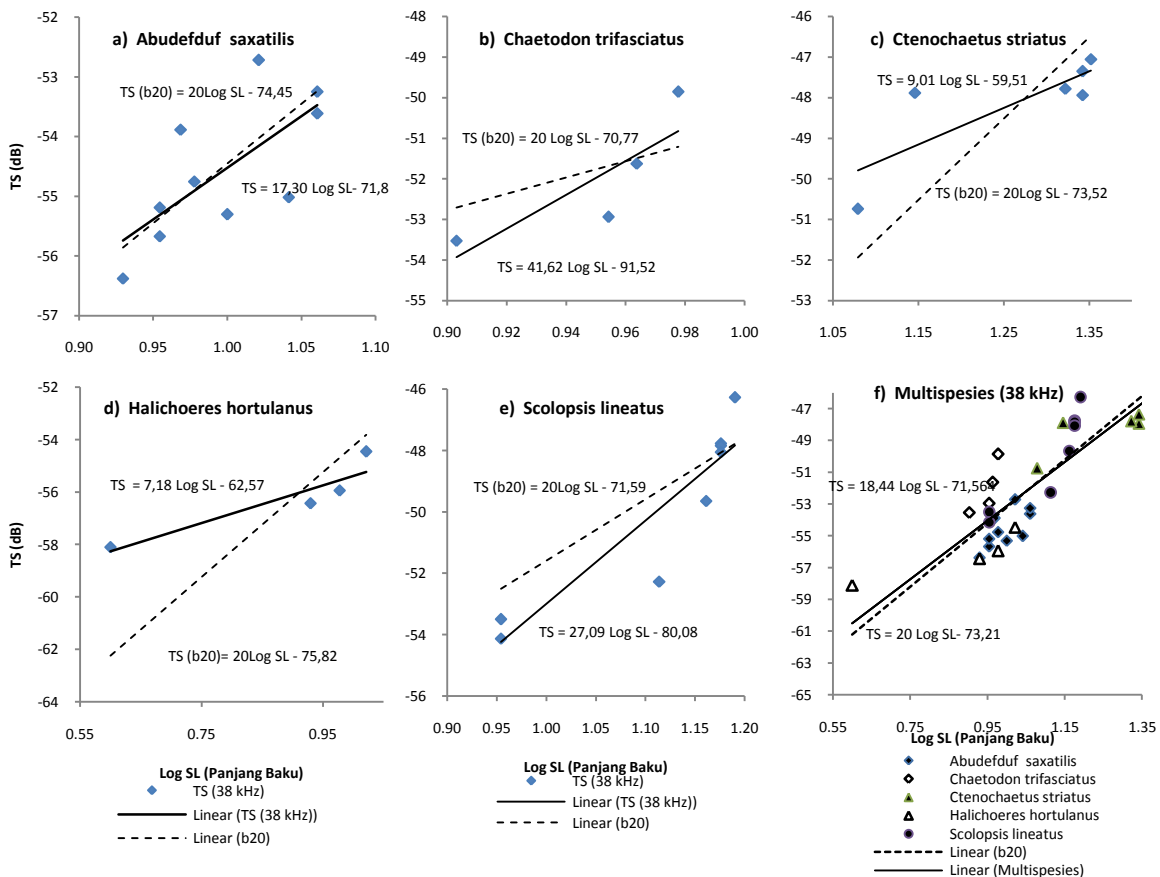 a) Abudefduf saxatilis
-52
-53
-54
-55
-56
-57
TS (dB)
TS (b20) = 20Log SL - 74,45
TS = 17,30 Log SL- 71,8
0.90
0.95
1.00
1.05
1.10
b) Chaetodon trifasciatus
-48
-49
-50
-51
-52
-53
-54
-55
TS (b20) = 20 Log SL - 70,77
TS = 41,62 Log SL - 91,52
0.90
0.92
0.94
0.96
0.98
1.00
c) Ctenochaetus striatus
-46
-47
-48
-49
-50
-51
-52
-53
TS = 9,01 Log SL - 59,51
TS (b20) = 20Log SL - 73,52
1.05
1.15
1.25
1.35
d) Halichoeres hortulanus
-52
-54
-56
-58
-60
-62
-64
TS (dB)
TS = 7,18 Log SL - 62,57
TS (b20)= 20Log SL - 75,82
0.55
0.95
Log SL (Panjang Baku)
TS (38 kHz)
Linear (TS (38 kHz))
Linear (b20)
e) Scolopsis lineatus
-46
-48
-50
-52
-54
-56
TS (b20) = 20Log SL - 71,59
TS = 27,09 Log SL - 80,08
0.90
0.95
1.00
1.05
1.10
1.15
1.20
Log SL (Panjang Baku)
TS (38 kHz)
Linear (TS (38 kHz))
Linear (b20)
f) Multispesies (38 kHz)
-47
-49
-51
-53
-55
-57
-59
-61
-63
-65
TS = 18,44 Log SL - 71,564
TS = 20 Log SL- 73,21
0.55
0.75
0.95
1.15
1.35
Log SL (Panjang Baku)
Abudefduf saxatilis
Chaetodon trifasciatus
Ctenochaetus striatus
Halichoeres hortulanus
Scolopsis lineatus
Linear (b20)
Linear (Multispesies)